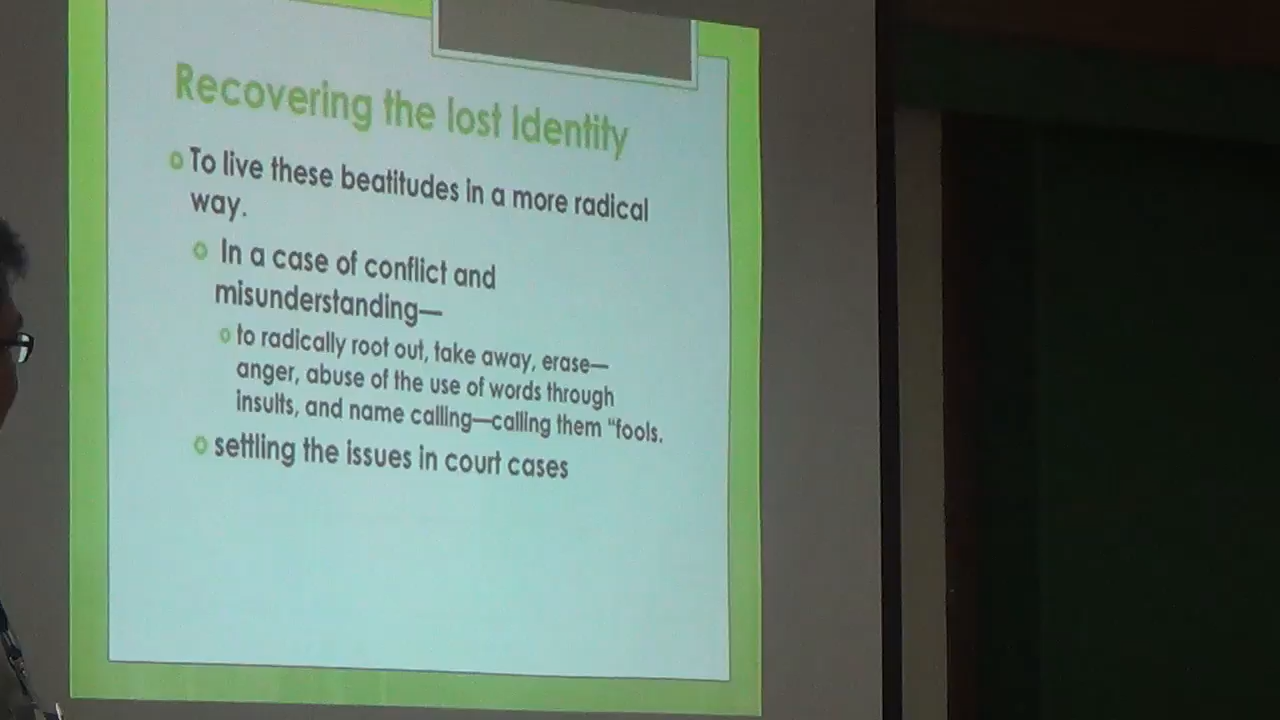 Recovering the lost Identity
To live these beatitudes in a more radical
way.
In a case of conflict and
misunderstanding—
to radically root out, take away, erase—
anger, abuse of the use of words through
insults, and name calling—calling them “fools.
settling the issues in court cases